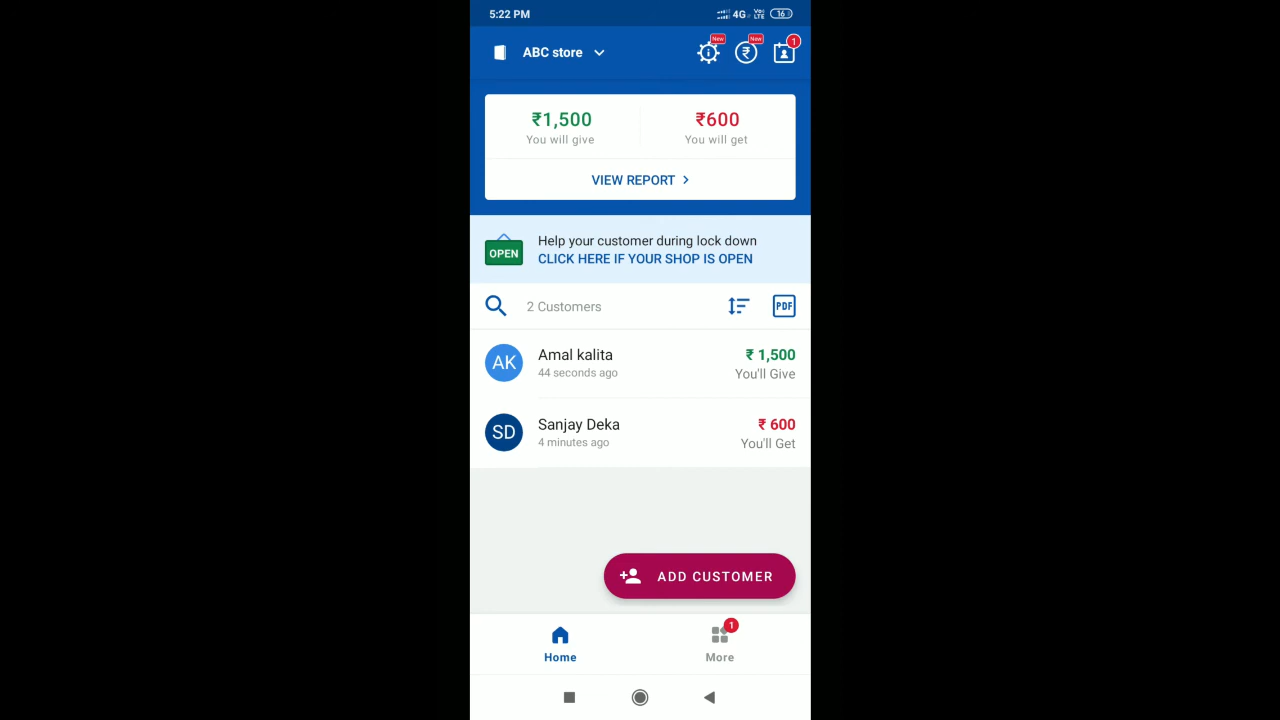 5:22 PM 4G Vo LTE 16
ABC store New New 1
₹1,500 ₹600
You will give You will get
VIEW REPORT
OPEN
Help your customer during lock down
CLICK HERE IF YOUR SHOP IS OPEN
2 Customers PDF
AK Amal kalita ₹ 1,500
44 seconds ago You'll Give
SD Sanjay Deka ₹ 600
4 minutes ago You'll Get
ADD CUSTOMER
1
Home More